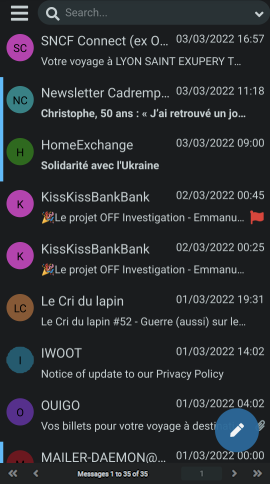 Search...
SC SNCF Connect (ex O... 03/03/2022 16:57
Votre voyage à LYON SAINT EXUPERY T...
NC Newsletter Cadremp... 03/03/2022 11:18
Christophe, 50 ans : « J'ai retrouvé un jo...
H HomeExchange 03/03/2022 09:00
Solidarité avec l'Ukraine
K KissKissBankBank 02/03/2022 00:45
🎉Le projet OFF Investigation - Emmanu...
K KissKissBankBank 02/03/2022 00:25
🎉Le projet OFF Investigation - Emmanu...
LC Le Cri du lapin 01/03/2022 19:31
Le Cri du lapin #52 - Guerre (aussi) sur le...
I IWOOT 01/03/2022 14:02
Notice of update to our Privacy Policy
O OUIGO 01/03/2022 04:02
Vos billets pour votre voyage à desti
MAILER-DAEMON@... 01/03/2022 00:00
Messages 1 to 35 of 35 1